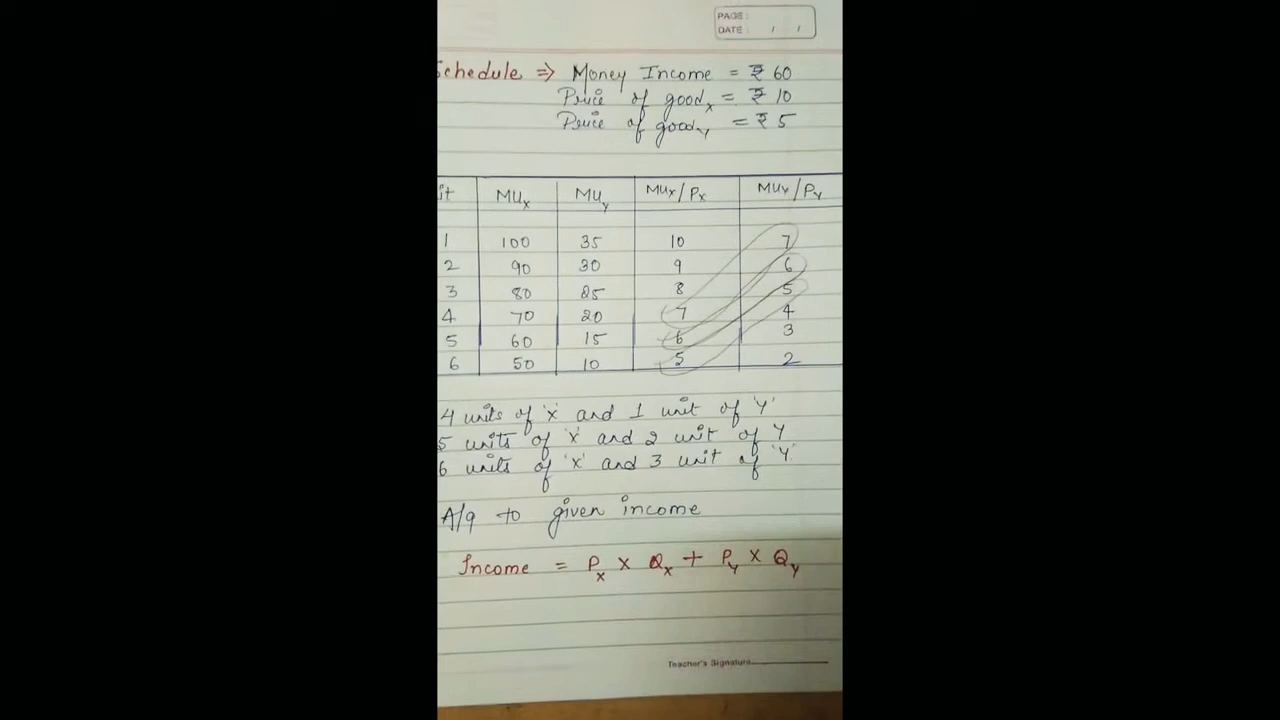 PAGE :
DATE : / /
Schedule ⇒ Money Income = ₹ 60
Price of good x = ₹ 10
Price of good y = ₹ 5
it MUx MUy MUx/Px MUy/Py
1 100 35 10 7
2 90 30 9 6
3 80 25 8 5
4 70 20 7 4
5 60 15 6 3
6 50 10 5 2
4 units of 'x' and 1 unit of 'Y'
5 units of 'x' and 2 unit of Y
6 units of 'x' and 3 unit of 'Y'
A/q to given income
Income = Px × Qx + Py × Qy
Teacher's Signature